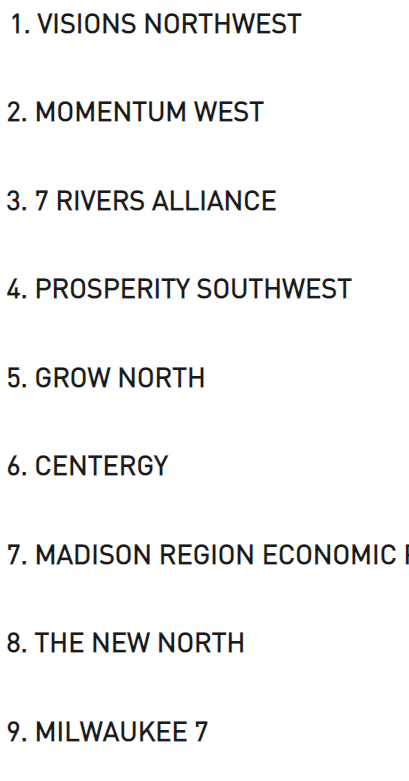 1. VISIONS NORTHWEST
2. MOMENTUM WEST
3. 7 RIVERS ALLIANCE
4. PROSPERITY SOUTHWEST
5. GROW NORTH
6. CENTERGY
7. MADISON REGION ECONOMIC
8. THE NEW NORTH
9. MILWAUKEE 7